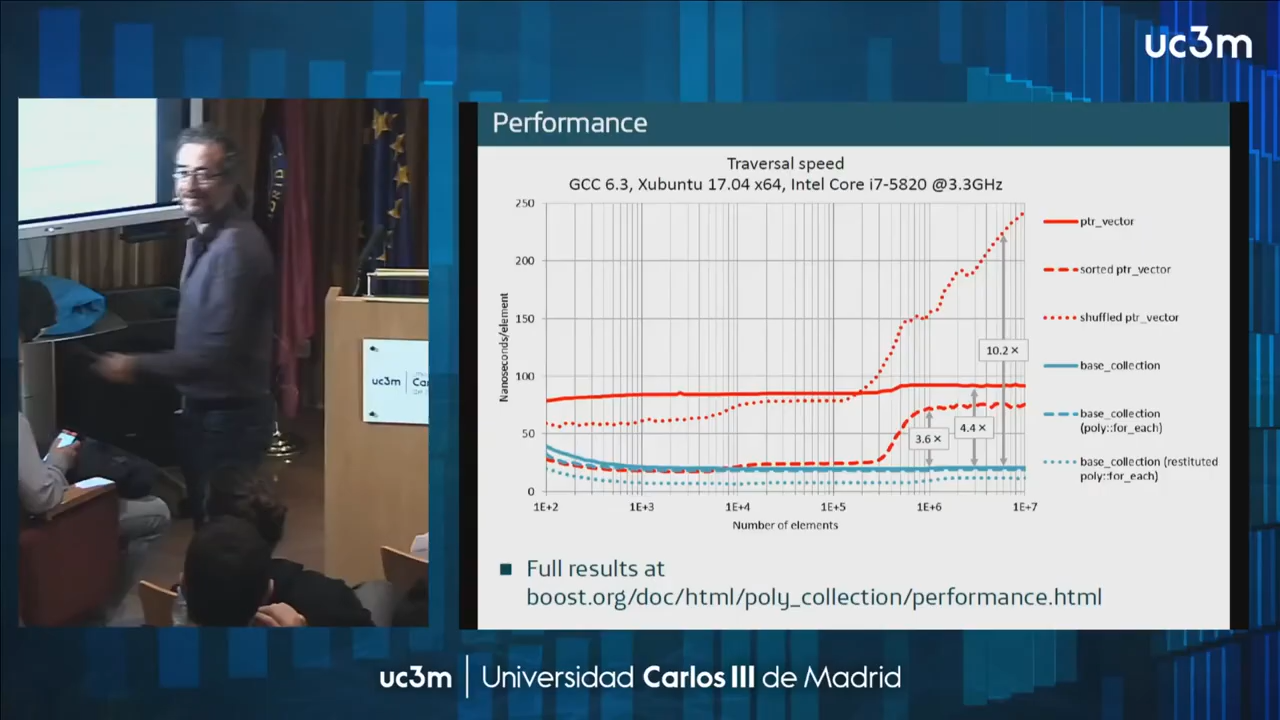 uc3m
Performance
Traversal speed
GCC 6.3, Xubuntu 17.04 x64, Intel Core i7-5820 @3.3GHz
250
200
150
100
50
0
Nanoseconds/element
1E+2
1E+3
1E+4
1E+5
1E+6
1E+7
Number of elements
10.2 ×
4.4 ×
3.6 ×
ptr_vector
sorted ptr_vector
shuffled ptr_vector
base_collection
base_collection
(poly::for_each)
base_collection (restituted
poly::for_each)
Full results at
boost.org/doc/html/poly_collection/performance.html
uc3m
uc3m | Universidad Carlos III de Madrid